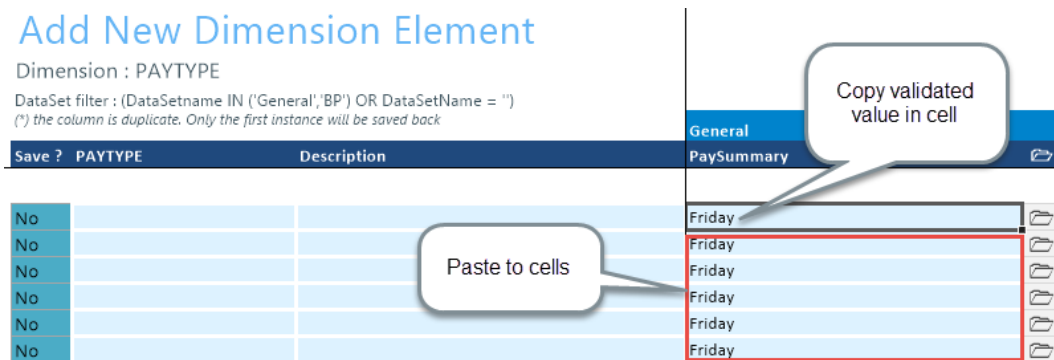 Add New Dimension Element
Dimension : PAYTYPE
DataSet filter : (DataSetname IN ('General','BP') OR DataSetName = '')
(*) the column is duplicate. Only the first instance will be saved back
Copy validated
value in cell
General
Save ? PAYTYPE Description PaySummary
No Friday
No Friday
No Friday
No Friday
No Friday
No Friday
Paste to cells